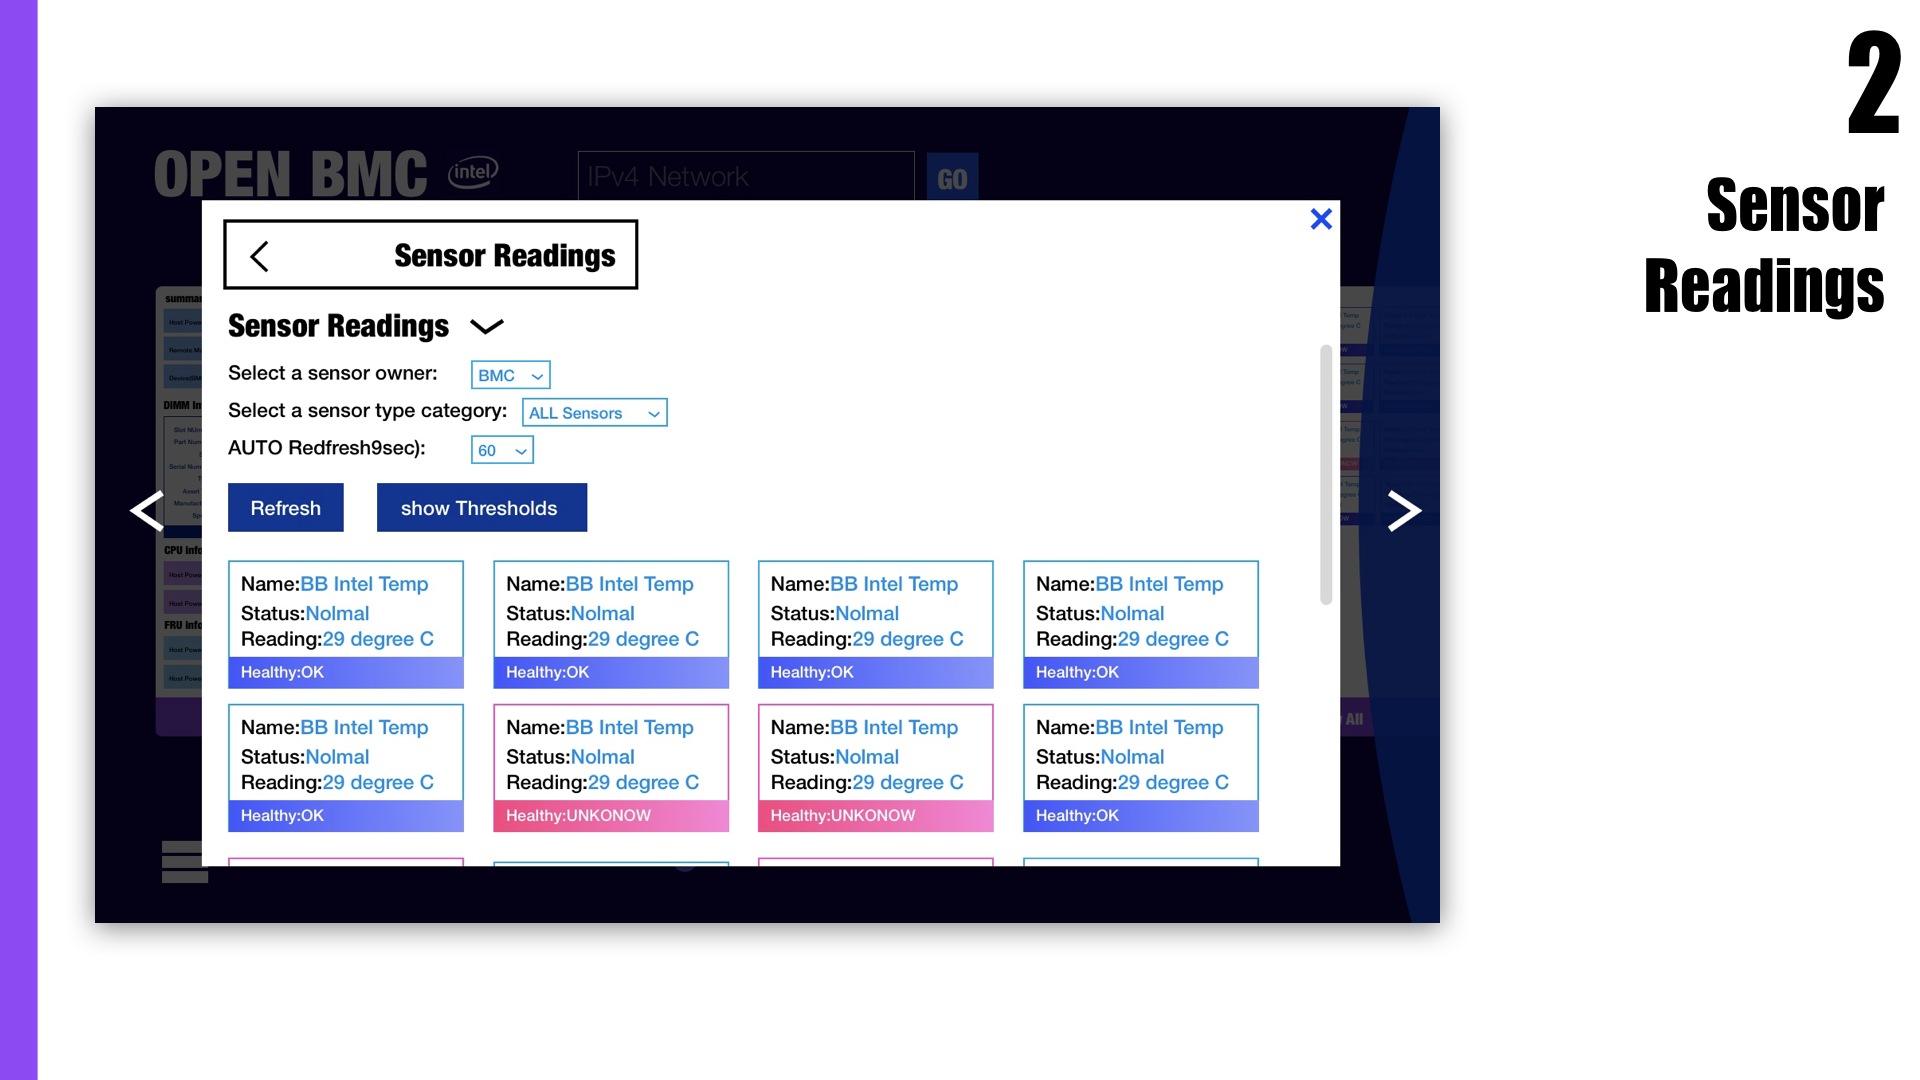 2
Sensor
Readings
OPEN BMC intel IPv4 Network GO
Sensor Readings
Sensor Readings
Select a sensor owner: BMC
Select a sensor type category: ALL Sensors
AUTO Redfresh9sec): 60
Refresh show Thresholds
Name:BB Intel Temp Name:BB Intel Temp Name:BB Intel Temp Name:BB Intel Temp
Status:Nolmal Status:Nolmal Status:Nolmal Status:Nolmal
Reading:29 degree C Reading:29 degree C Reading:29 degree C Reading:29 degree C
Healthy:OK Healthy:OK Healthy:OK Healthy:OK
Name:BB Intel Temp Name:BB Intel Temp Name:BB Intel Temp Name:BB Intel Temp
Status:Nolmal Status:Nolmal Status:Nolmal Status:Nolmal
Reading:29 degree C Reading:29 degree C Reading:29 degree C Reading:29 degree C
Healthy:OK Healthy:UNKONOW Healthy:UNKONOW Healthy:OK
DIMM In
CPU info
FRU info
All